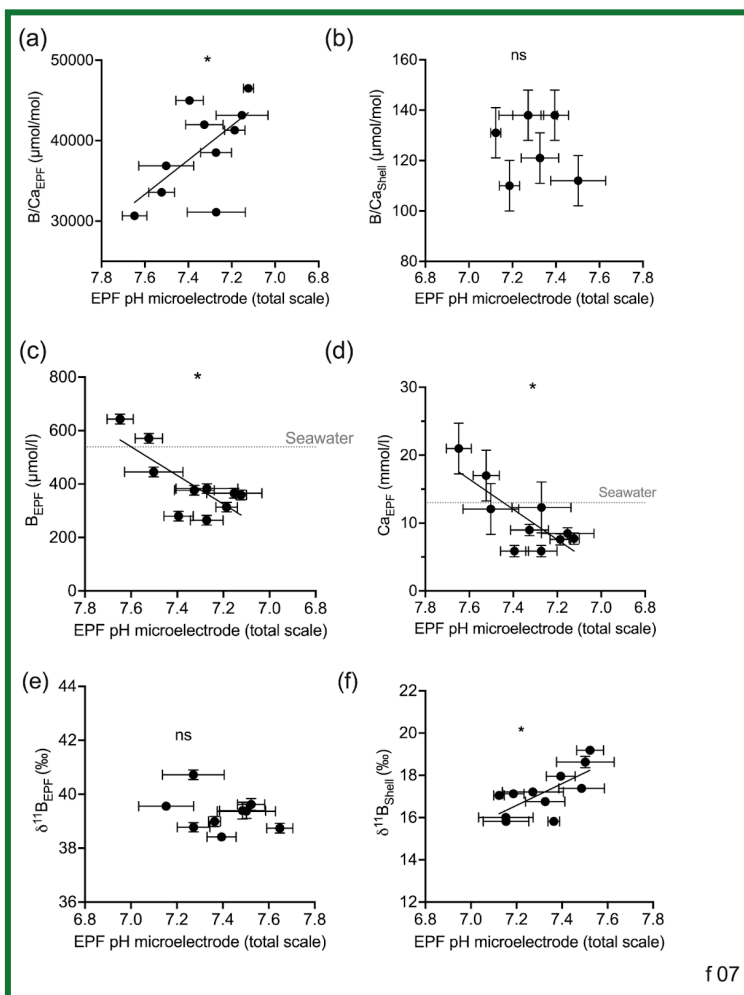 (a)
*
50000
40000
30000
B/Ca_EPF (μmol/mol)
7.8 7.6 7.4 7.2 7.0 6.8
EPF pH microelectrode (total scale)
(b)
ns
160
140
120
100
80
B/Ca_Shell (μmol/mol)
6.8 7.0 7.2 7.4 7.6 7.8
EPF pH microelectrode (total scale)
(c)
*
800
600
400
200
0
B_EPF (μmol/l)
Seawater
7.8 7.6 7.4 7.2 7.0 6.8
EPF pH microelectrode (total scale)
(d)
*
30
20
10
0
Ca_EPF (mmol/l)
Seawater
7.8 7.6 7.4 7.2 7.0 6.8
EPF pH microelectrode (total scale)
(e)
ns
44
42
40
38
36
δ¹¹B_EPF (‰)
6.8 7.0 7.2 7.4 7.6 7.8
EPF pH microelectrode (total scale)
(f)
*
22
20
18
16
14
12
δ¹¹B_Shell (‰)
6.8 7.0 7.2 7.4 7.6 7.8
EPF pH microelectrode (total scale)
f 07